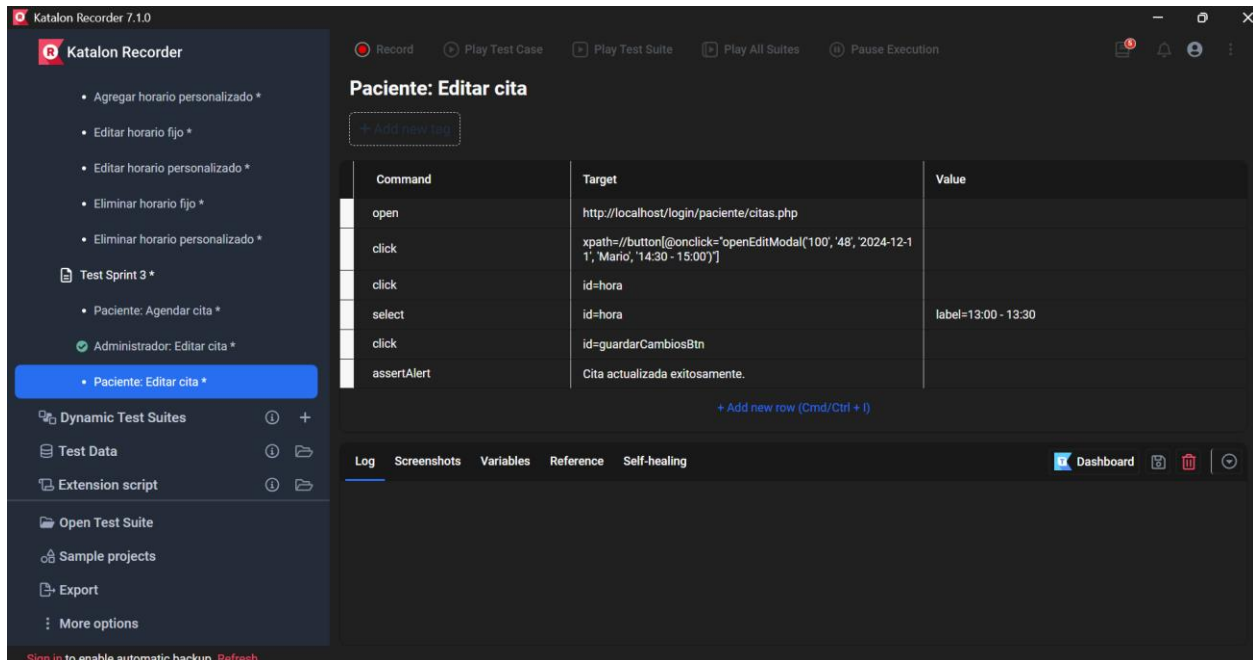 Katalon Recorder 7.1.0
Katalon Recorder
Agregar horario personalizado *
Editar horario fijo *
Editar horario personalizado *
Eliminar horario fijo *
Eliminar horario personalizado *
Test Sprint 3 *
Paciente: Agendar cita *
Administrador: Editar cita *
Paciente: Editar cita *
Dynamic Test Suites
Test Data
Extension script
Open Test Suite
Sample projects
Export
More options
Sign in to enable automatic backup. Refresh
Record Play Test Case Play Test Suite Play All Suites Pause Execution
Paciente: Editar cita
+ Add new tag
Command Target Value
open http://localhost/login/paciente/citas.php
click xpath=//button[@onclick="openEditModal('100', '48', '2024-12-1
1', 'Mario', '14:30 - 15:00')"]
click id=hora
select id=hora label=13:00 - 13:30
click id=guardarCambiosBtn
assertAlert Cita actualizada exitosamente.
+ Add new row (Cmd/Ctrl + I)
Log Screenshots Variables Reference Self-healing Dashboard